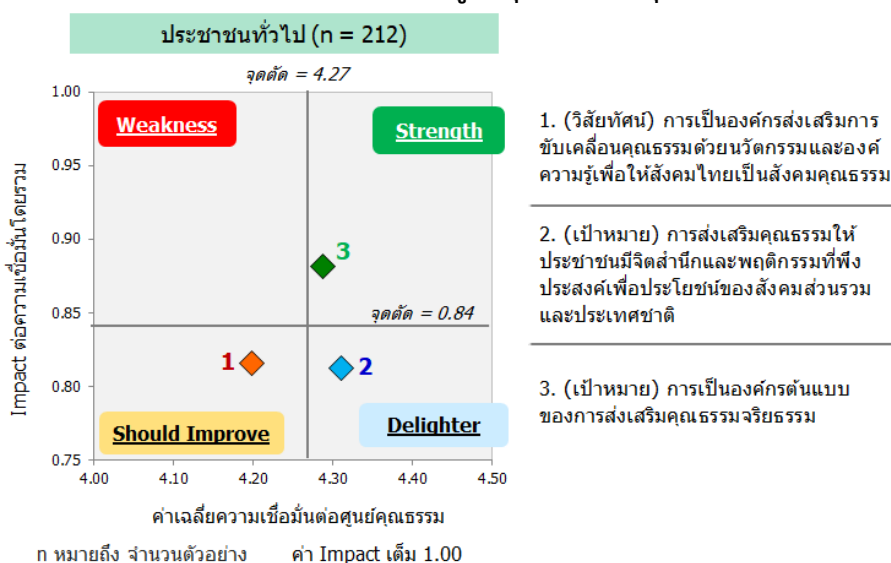 ประชาชนทั่วไป (n = 212)
จุดตัด = 4.27
1.00
Weakness
Strength
0.95
0.90
3
0.85
จุดตัด = 0.84
1
2
0.80
Should Improve
Delighter
0.75
4.00 4.10 4.20 4.30 4.40 4.50
Impact ต่อความเชื่อมั่นโดยรวม
ค่าเฉลี่ยความเชื่อมั่นต่อศูนย์คุณธรรม
n หมายถึง จำนวนตัวอย่าง ค่า Impact เต็ม 1.00
1. (วิสัยทัศน์) การเป็นองค์กรส่งเสริมการ
ขับเคลื่อนคุณธรรมด้วยนวัตกรรมและองค์
ความรู้เพื่อให้สังคมไทยเป็นสังคมคุณธรรม
2. (เป้าหมาย) การส่งเสริมคุณธรรมให้
ประชาชนมีจิตสำนึกและพฤติกรรมที่พึง
ประสงค์เพื่อประโยชน์ของสังคมส่วนรวม
และประเทศชาติ
3. (เป้าหมาย) การเป็นองค์กรต้นแบบ
ของการส่งเสริมคุณธรรมจริยธรรม